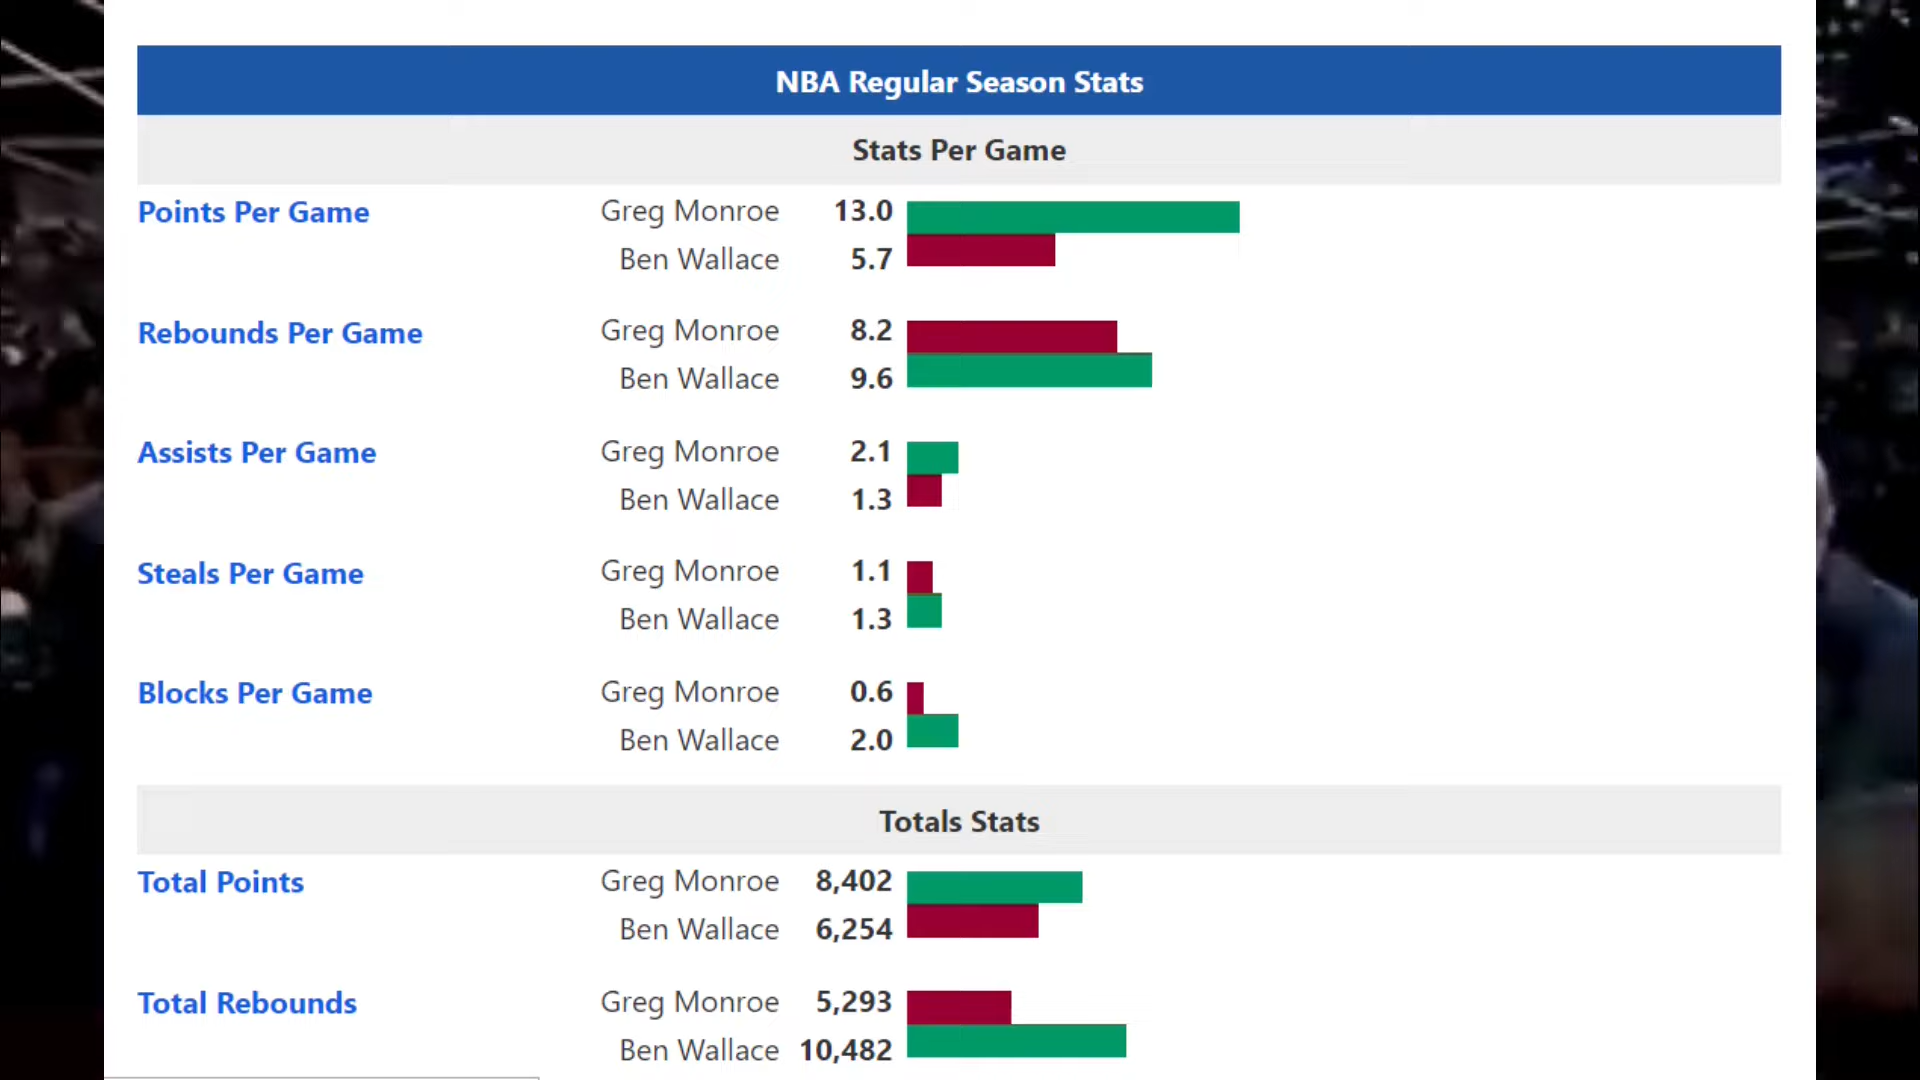 NBA Regular Season Stats
Stats Per Game
Points Per Game Greg Monroe 13.0
Ben Wallace 5.7
Rebounds Per Game Greg Monroe 8.2
Ben Wallace 9.6
Assists Per Game Greg Monroe 2.1
Ben Wallace 1.3
Steals Per Game Greg Monroe 1.1
Ben Wallace 1.3
Blocks Per Game Greg Monroe 0.6
Ben Wallace 2.0
Totals Stats
Total Points Greg Monroe 8,402
Ben Wallace 6,254
Total Rebounds Greg Monroe 5,293
Ben Wallace 10,482